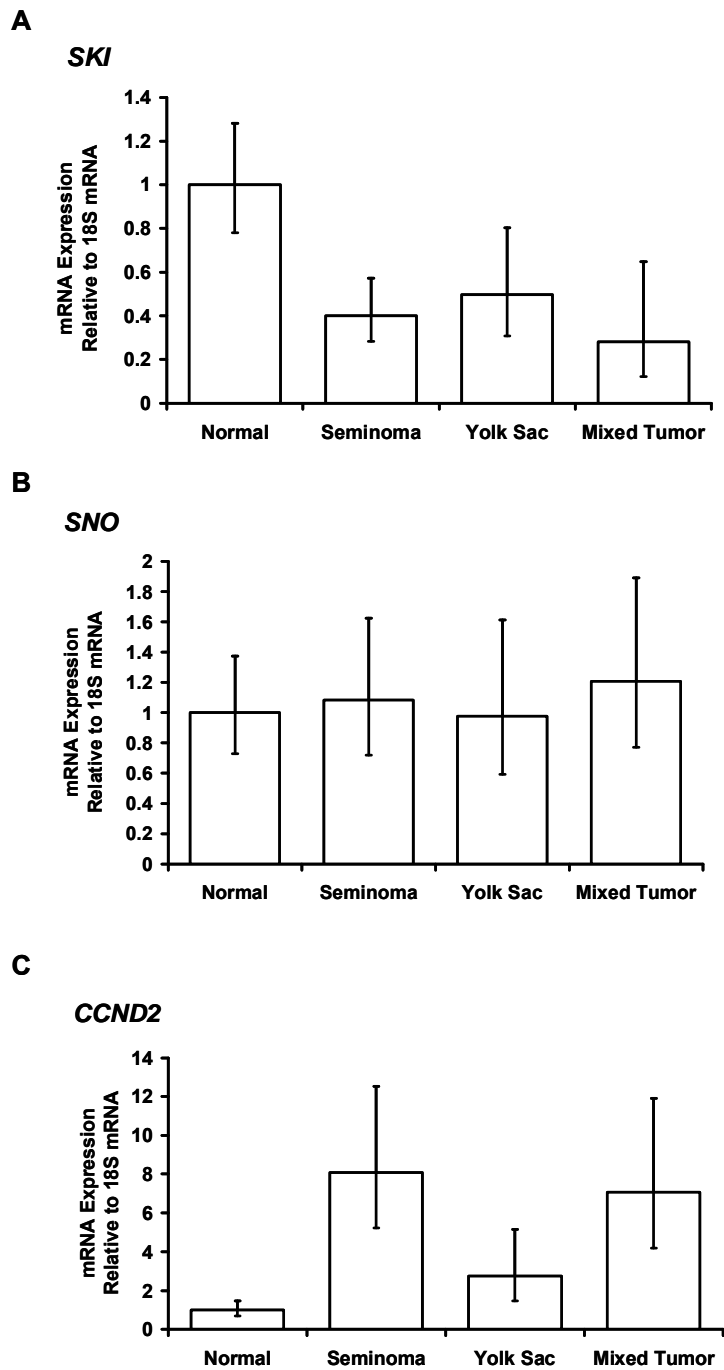 A
SKI
mRNA Expression
Relative to 18S mRNA
1.4
1.2
1
0.8
0.6
0.4
0.2
0
Normal Seminoma Yolk Sac Mixed Tumor
B
SNO
mRNA Expression
Relative to 18S mRNA
2
1.8
1.6
1.4
1.2
1
0.8
0.6
0.4
0.2
0
Normal Seminoma Yolk Sac Mixed Tumor
C
CCND2
mRNA Expression
Relative to 18S mRNA
14
12
10
8
6
4
2
0
Normal Seminoma Yolk Sac Mixed Tumor